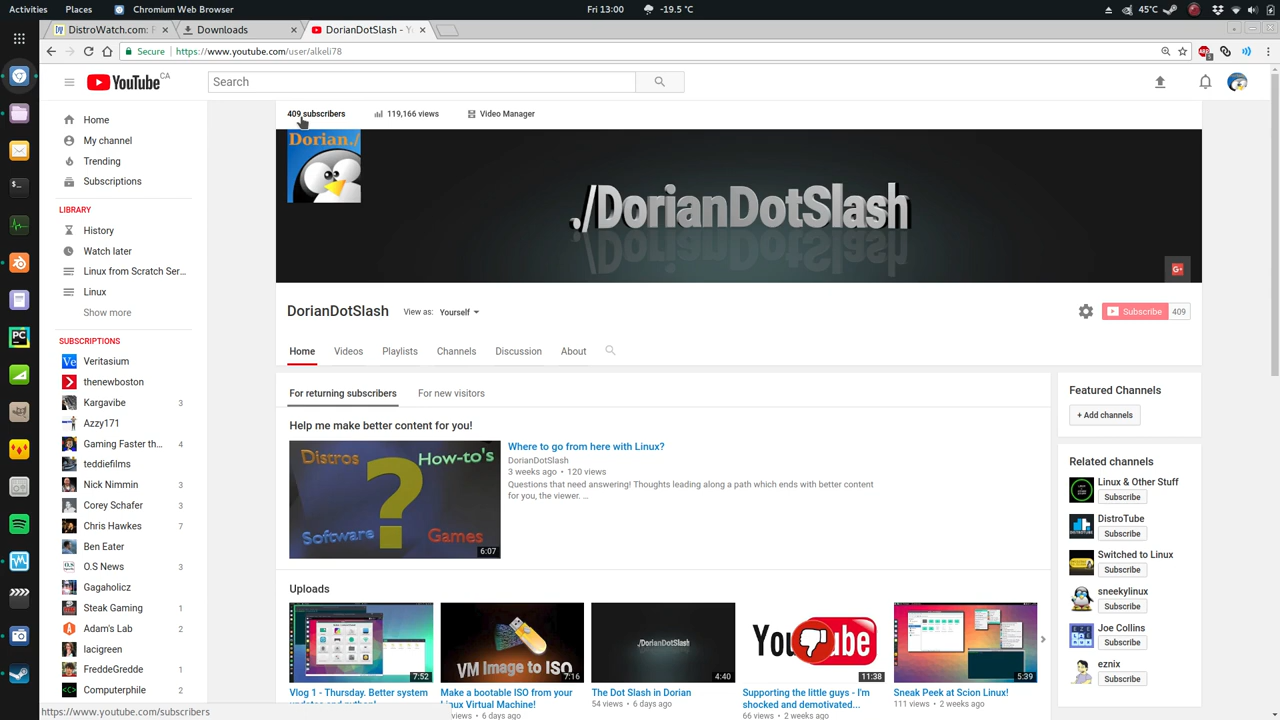 Activities Places Chromium Web Browser Fri 13:00 -19.5 °C 45°C
DistroWatch.com: F Downloads DorianDotSlash - Yo
Secure https://www.youtube.com/user/alkeli78
YouTube CA Search
409 subscribers 119,166 views Video Manager
Dorian./
./DorianDotSlash
G+
Home
My channel
Trending
Subscriptions
LIBRARY
History
Watch later
Linux from Scratch Ser...
Linux
Show more
SUBSCRIPTIONS
Veritasium
thenewboston
Kargavibe 3
Azzy171
Gaming Faster th... 4
teddiefilms
Nick Nimmin 3
Corey Schafer 3
Chris Hawkes 7
Ben Eater
O.S News 3
Gagaholicz
Steak Gaming 1
Adam's Lab 2
lacigreen
FreddeGredde 1
Computerphile 2
DorianDotSlash View as: Yourself Subscribe 409
Home Videos Playlists Channels Discussion About
For returning subscribers For new visitors
Help me make better content for you!
Distros How-to's
?
Software Games
6:07
Where to go from here with Linux?
DorianDotSlash
3 weeks ago • 120 views
Questions that need answering! Thoughts leading along a path which ends with better content
for you, the viewer. ...
Uploads
7:52
Vlog 1 - Thursday. Better system
VM Image to ISO
7:16
Make a bootable ISO from your
Linux Virtual Machine!
views • 6 days ago
./DorianDotSlash
4:40
The Dot Slash in Dorian
54 views • 6 days ago
11:38
Supporting the little guys - I'm
shocked and demotivated...
66 views • 2 weeks ago
5:39
Sneak Peek at Scion Linux!
111 views • 2 weeks ago
Featured Channels
+ Add channels
Related channels
Linux & Other Stuff
Subscribe
DistroTube
Subscribe
Switched to Linux
Subscribe
sneekylinux
Subscribe
Joe Collins
Subscribe
eznix
Subscribe
https://www.youtube.com/subscribers